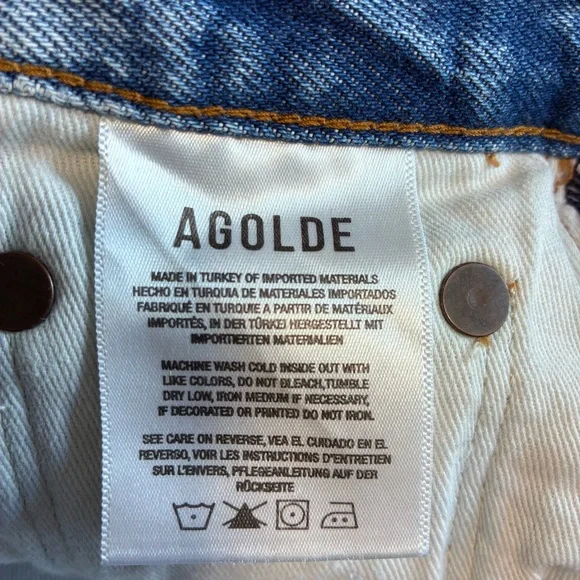 AGOLDE
MADE IN TURKEY OF IMPORTED MATERIALS
HECHO EN TURQUIA DE MATERIALES IMPORTADOS
FABRIQUÉ EN TURQUIE A PARTIR DE MATÉRIAUX
IMPORTÉS, IN DER TÜRKEI HERGESTELLT MIT
IMPORTIERTEN MATERIALIEN
MACHINE WASH COLD INSIDE OUT WITH
LIKE COLORS, DO NOT BLEACH,TUMBLE
DRY LOW, IRON MEDIUM IF NECESSARY,
IF DECORATED OR PRINTED DO NOT IRON.
SEE CARE ON REVERSE, VEA EL CUIDADO EN EL
REVERSO, VOIR LES INSTRUCTIONS D'ENTRETIEN
SUR L'ENVERS, PFLEGEANLEITUNG AUF DER
RÜCKSEITE